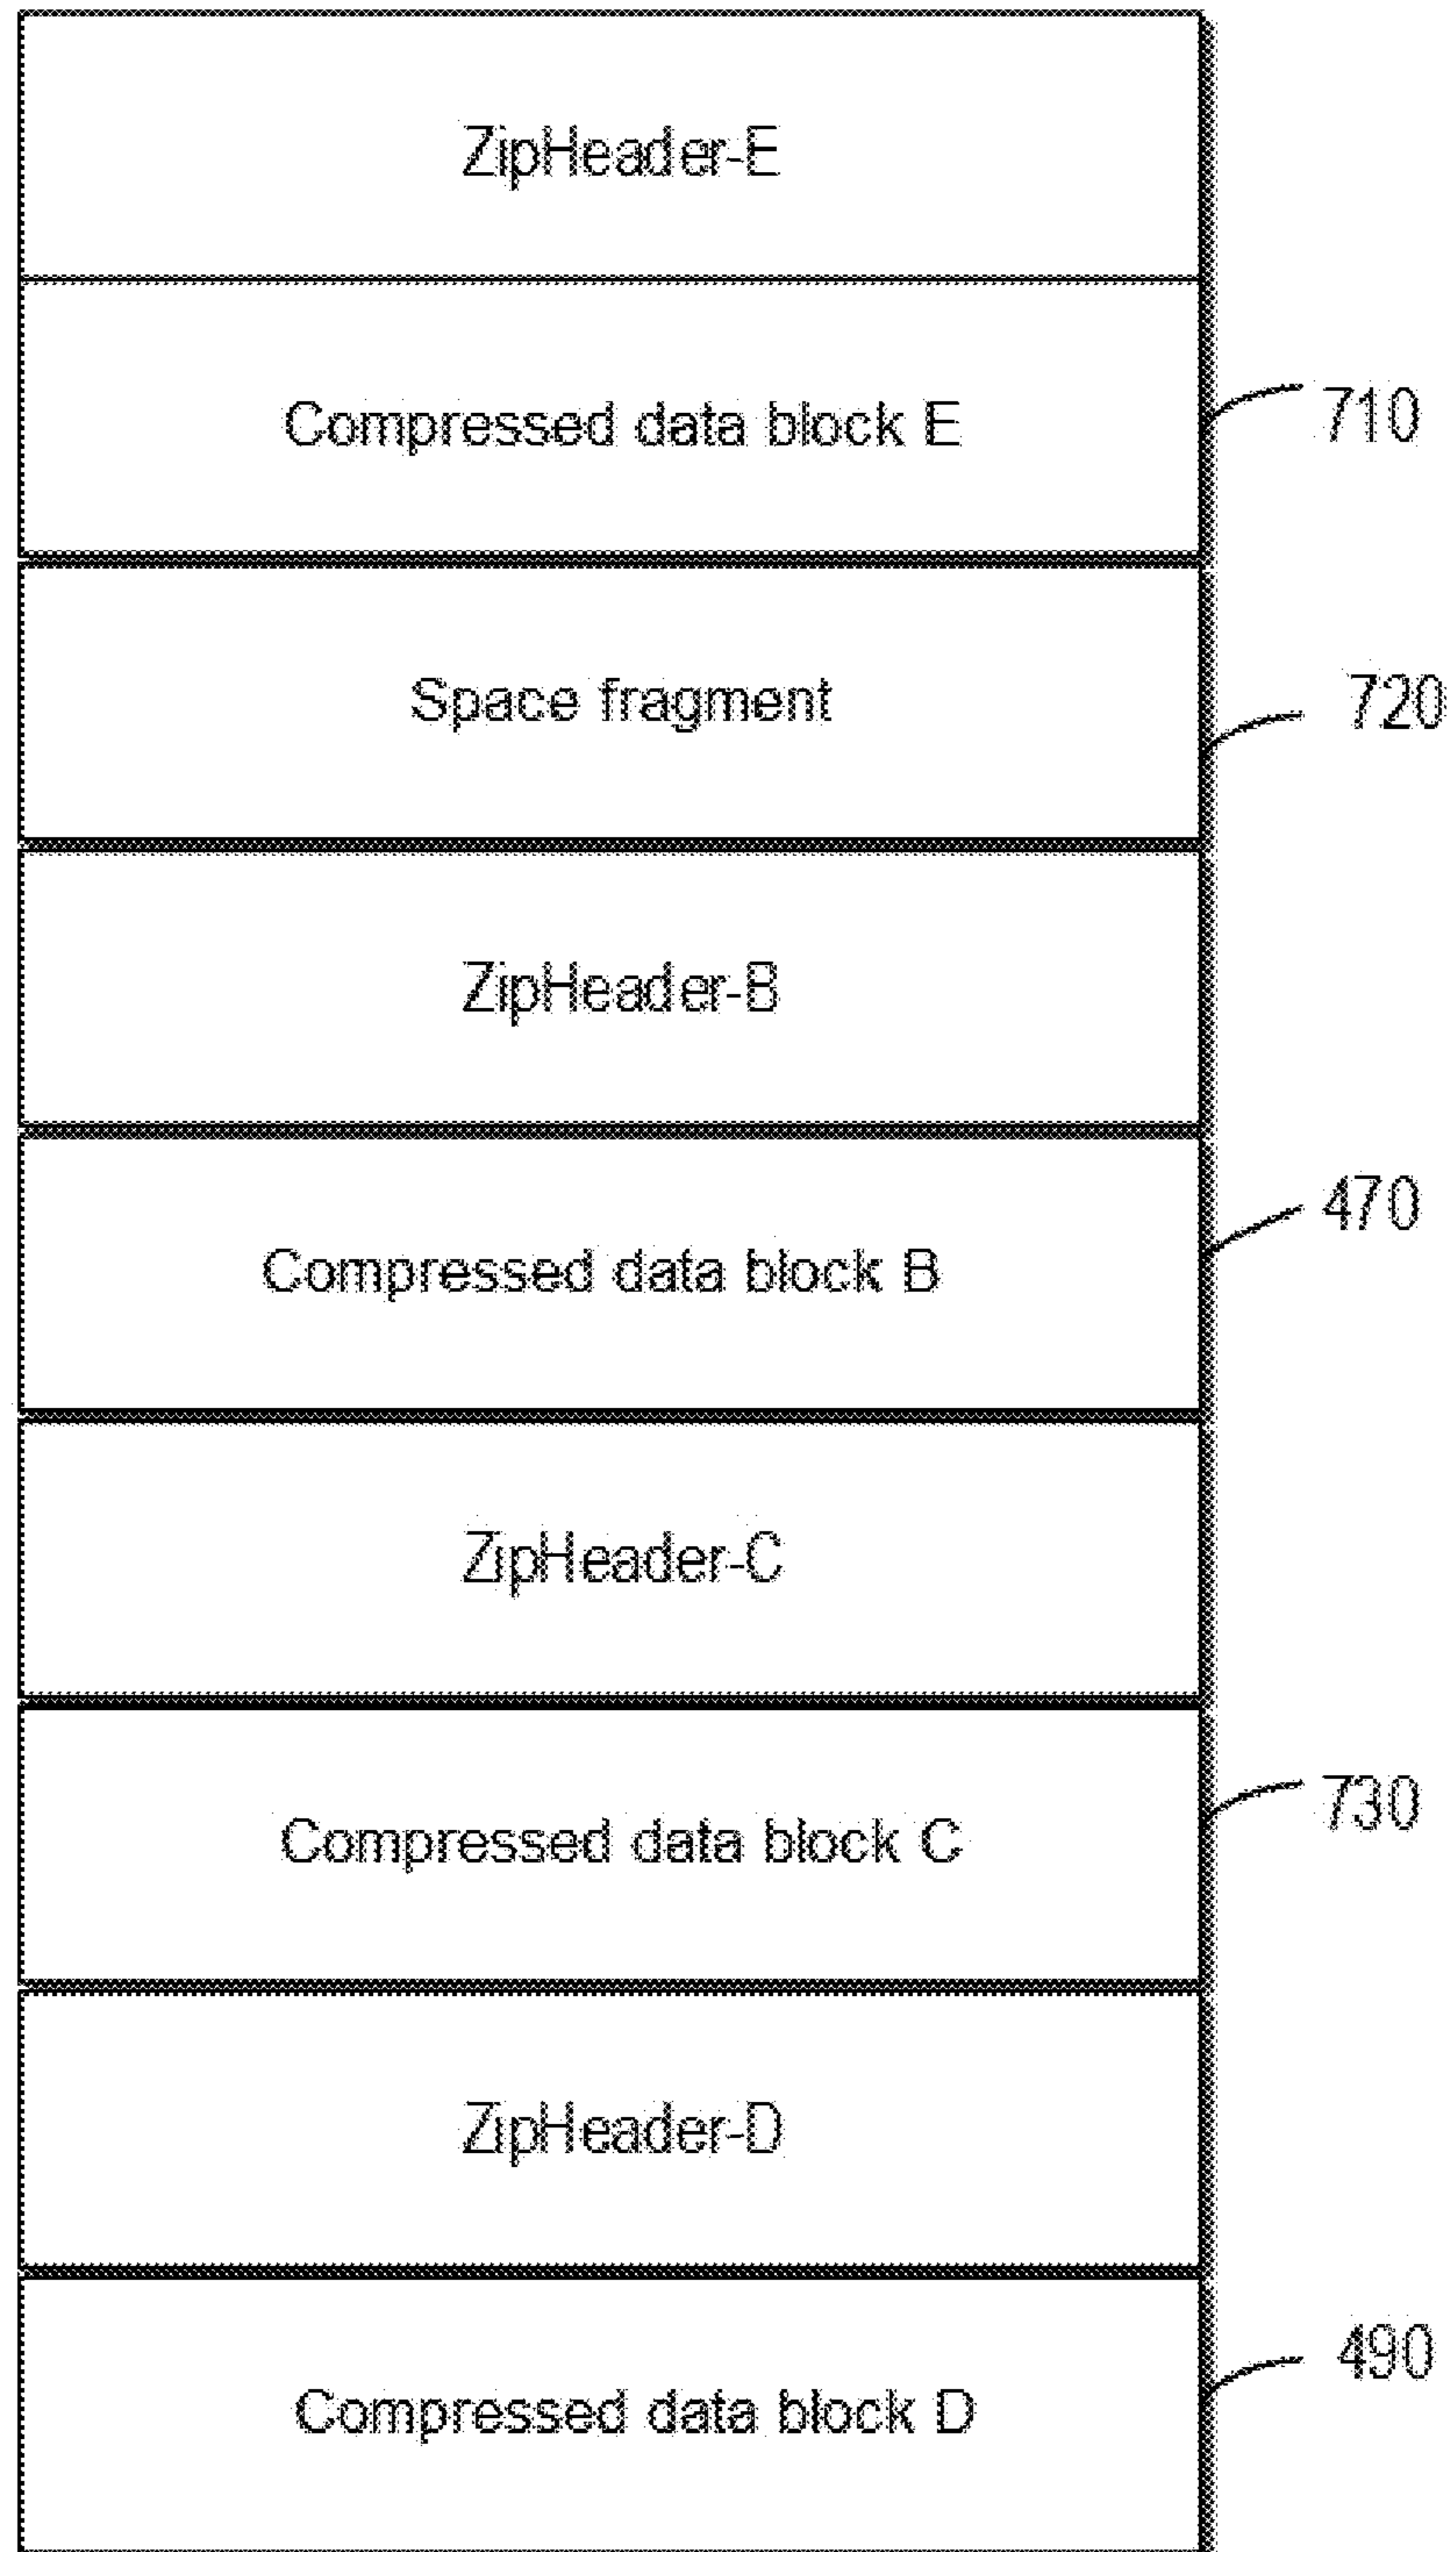 ZipHeader-E
Compressed data block E
710
Space fragment
720
ZipHeader-B
Compressed data block B
470
ZipHeader-C
Compressed data block C
730
ZipHeader-D
Compressed data block D
490